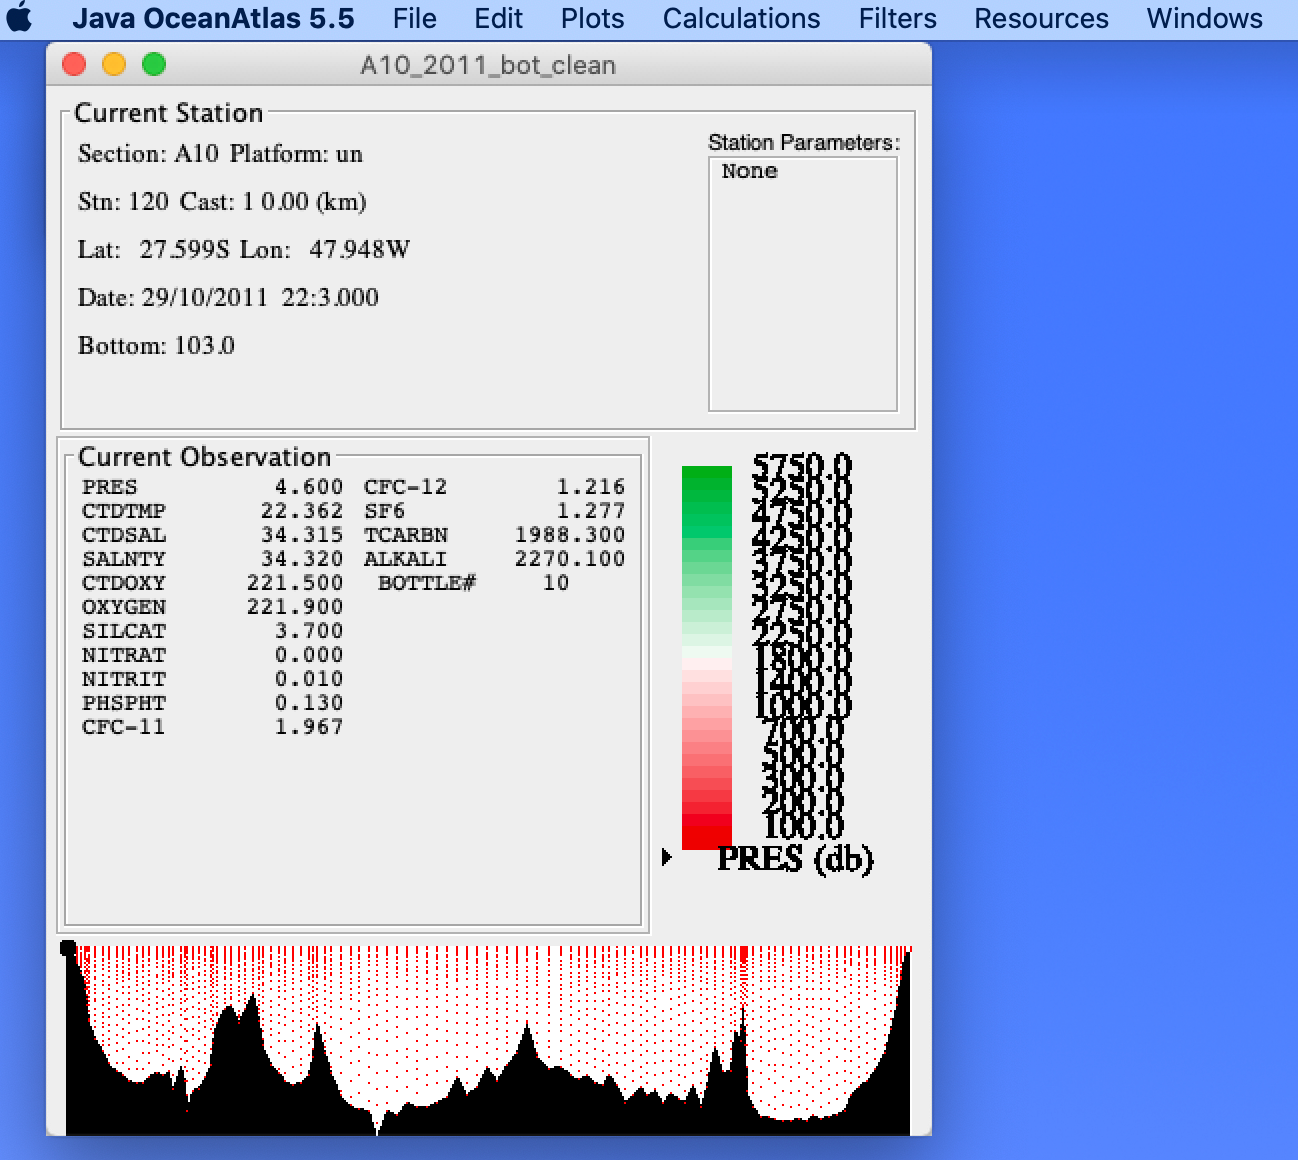 Java OceanAtlas 5.5 File Edit Plots Calculations Filters Resources Windows
A10_2011_bot_clean
Current Station
Section: A10 Platform: un
Station Parameters:
None
Stn: 120 Cast: 1 0.00 (km)
Lat: 27.599S Lon: 47.948W
Date: 29/10/2011 22:3.000
Bottom: 103.0
Current Observation
PRES 4.600 CFC-12 1.216
CTDTMP 22.362 SF6 1.277
CTDSAL 34.315 TCARBN 1988.300
SALNTY 34.320 ALKALI 2270.100
CTDOXY 221.500 BOTTLE# 10
OXYGEN 221.900
SILCAT 3.700
NITRAT 0.000
NITRIT 0.010
PHSPHT 0.130
CFC-11 1.967
5750.0
5250.0
4750.0
4250.0
3750.0
3250.0
2750.0
2250.0
1800.0
1400.0
1000.0
700.0
500.0
300.0
200.0
100.0
PRES (db)